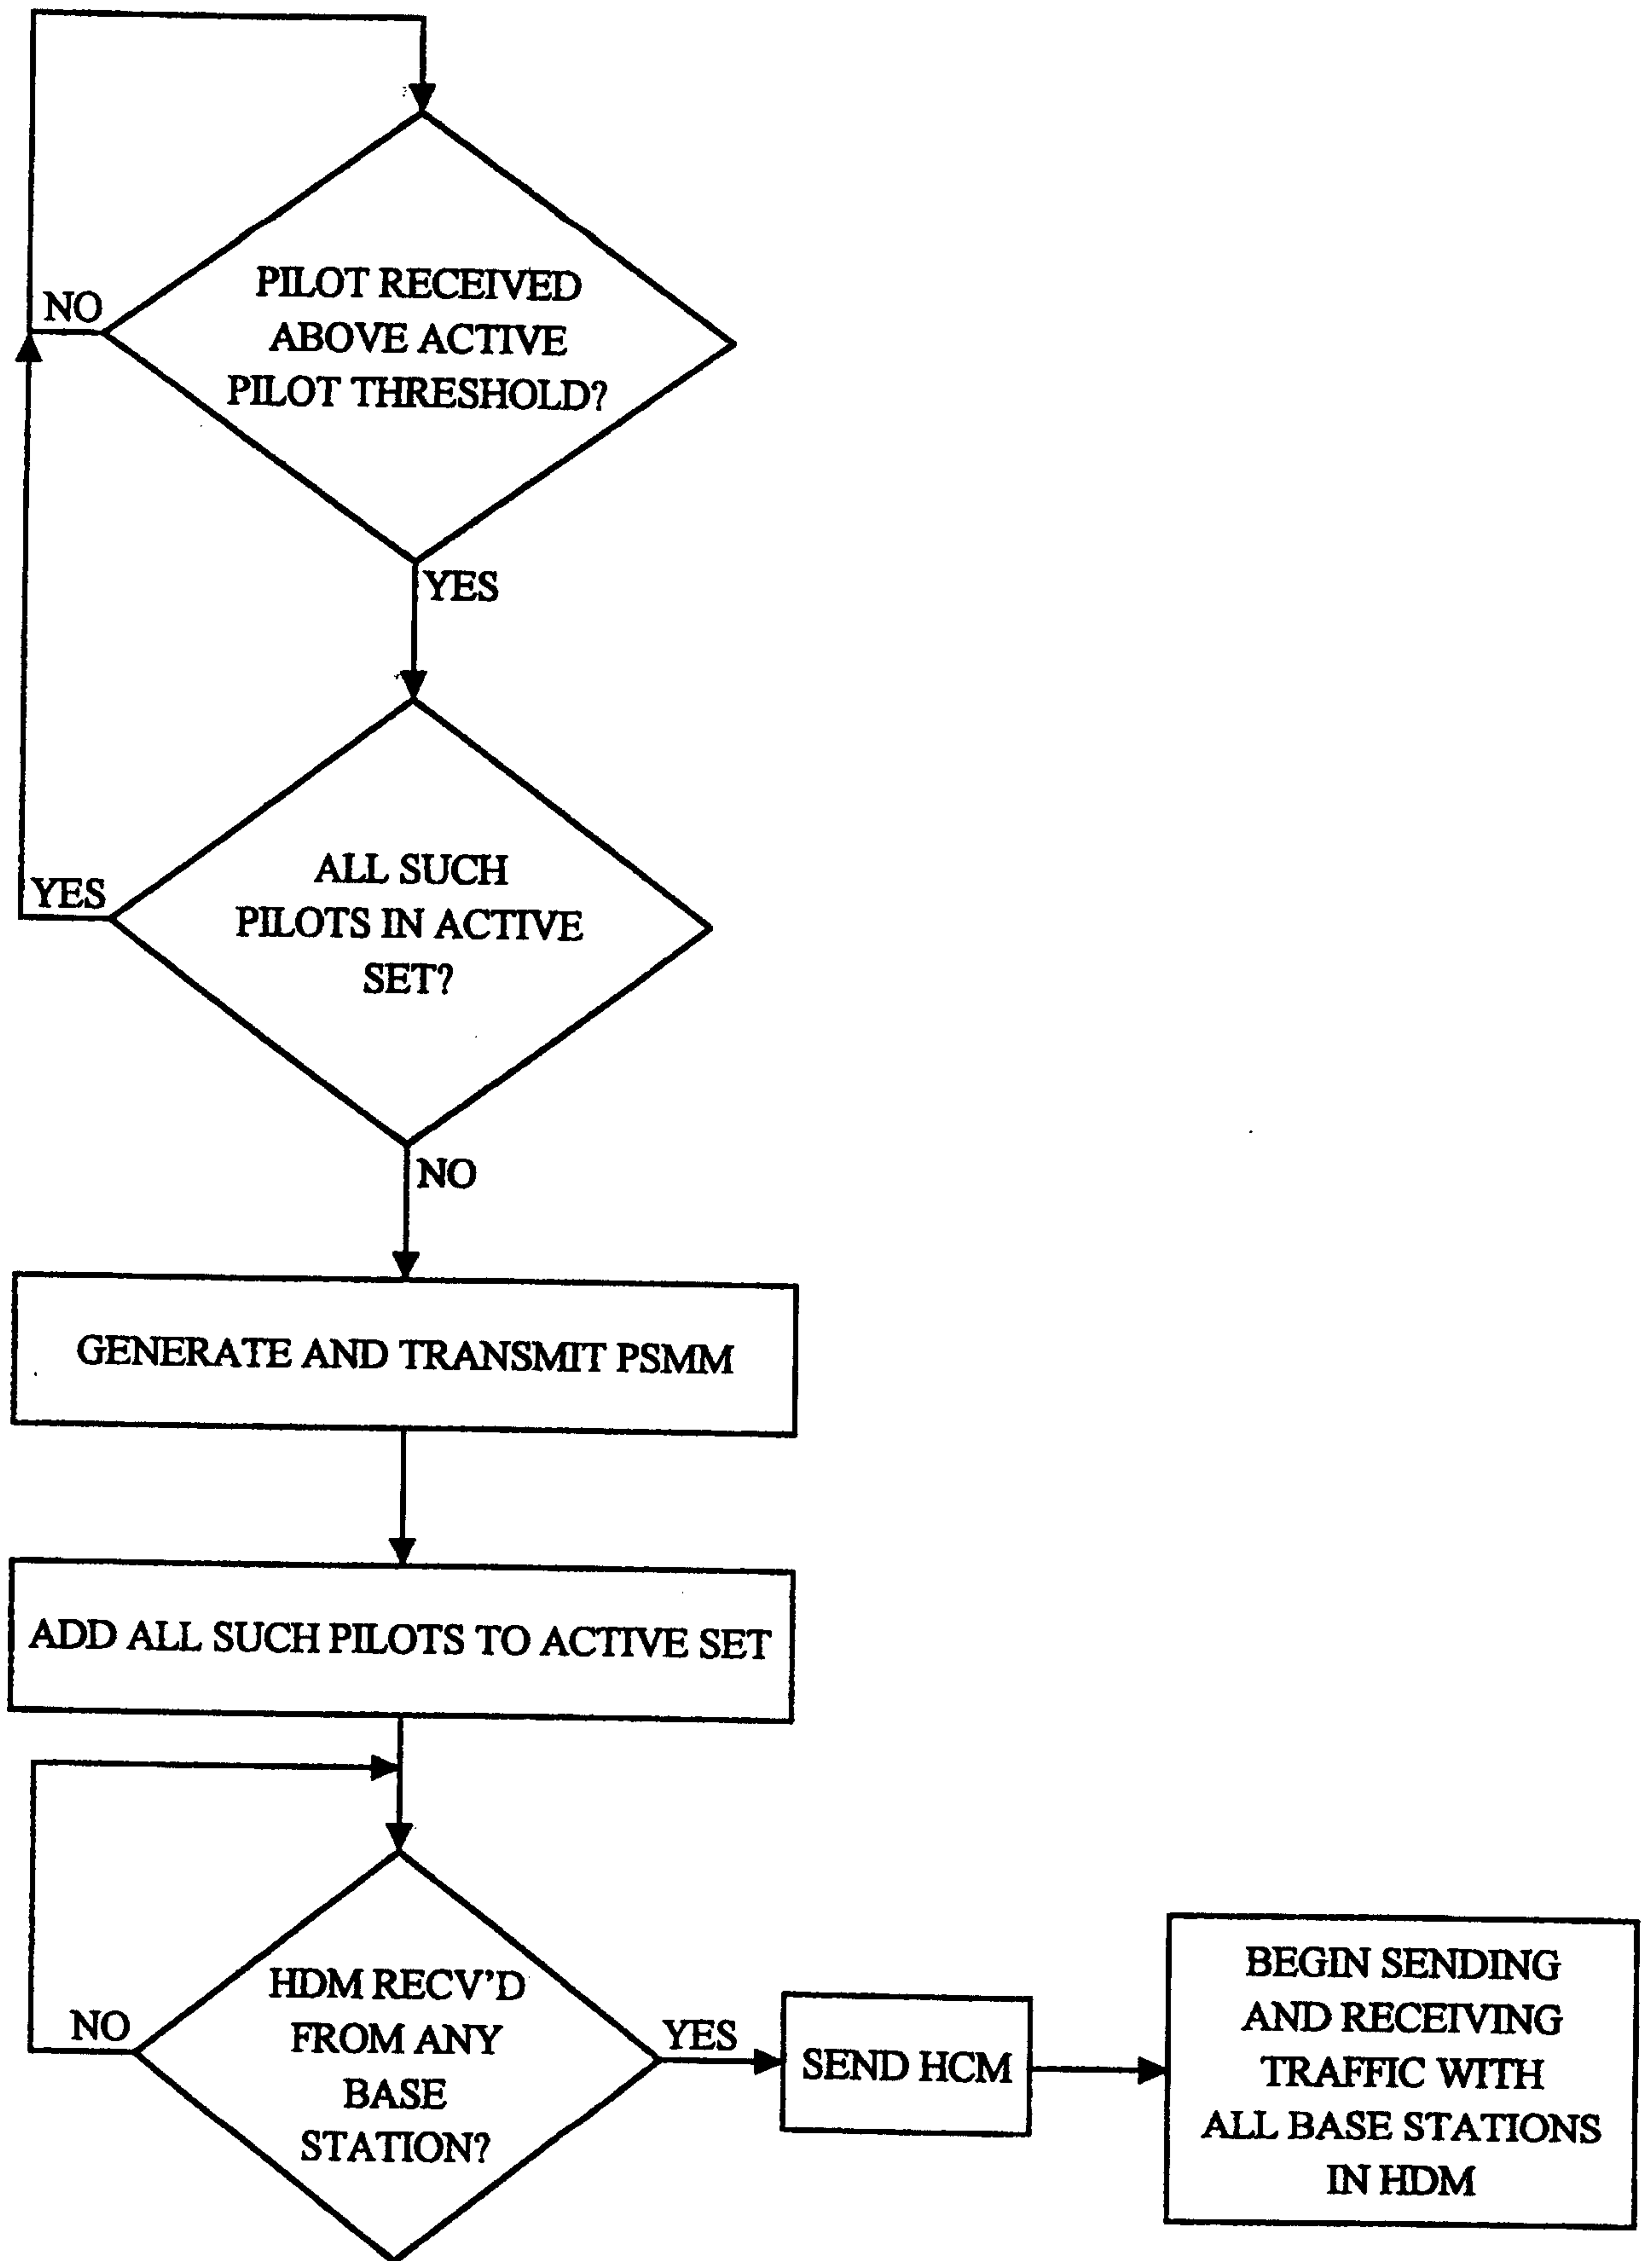 PILOT RECEIVED
ABOVE ACTIVE
PILOT THRESHOLD?
NO
YES
ALL SUCH
PILOTS IN ACTIVE
SET?
YES
NO
GENERATE AND TRANSMIT PSMM
ADD ALL SUCH PILOTS TO ACTIVE SET
HDM RECV'D
FROM ANY
BASE
STATION?
NO
YES
SEND HCM
BEGIN SENDING
AND RECEIVING
TRAFFIC WITH
ALL BASE STATIONS
IN HDM